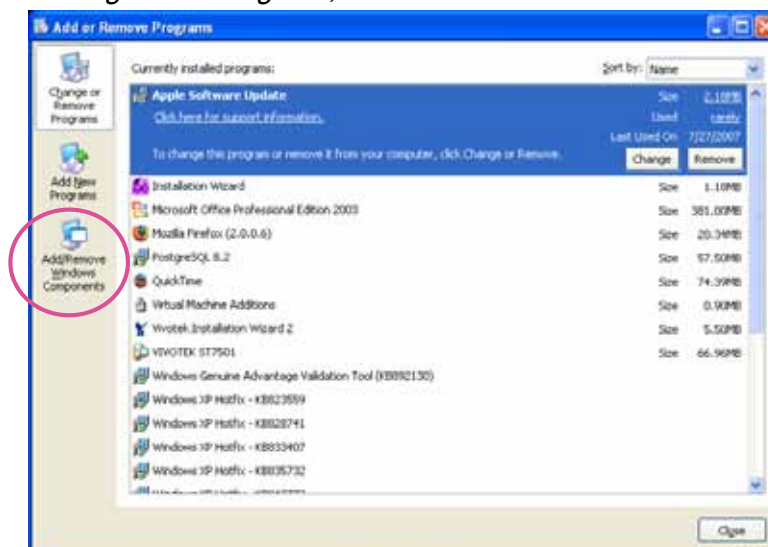 Add or Remove Programs
Currently installed programs:
Sort by: Name
Change or
Remove
Programs
Add New
Programs
Add/Remove
Windows
Components
Apple Software Update
Size 2.18MB
Click here for support information.
Used rarely
Last Used On 7/27/2007
To change this program or remove it from your computer, click Change or Remove.
Change Remove
Installation Wizard Size 1.10MB
Microsoft Office Professional Edition 2003 Size 381.00MB
Mozilla Firefox (2.0.0.6) Size 20.34MB
PostgreSQL 8.2 Size 57.50MB
QuickTime Size 74.39MB
Virtual Machine Additions Size 0.90MB
Vivotek Installation Wizard 2 Size 5.50MB
VIVOTEK ST7501 Size 66.96MB
Windows Genuine Advantage Validation Tool (KB892130)
Windows XP Hotfix - KB823559
Windows XP Hotfix - KB828741
Windows XP Hotfix - KB833407
Windows XP Hotfix - KB835732
Close